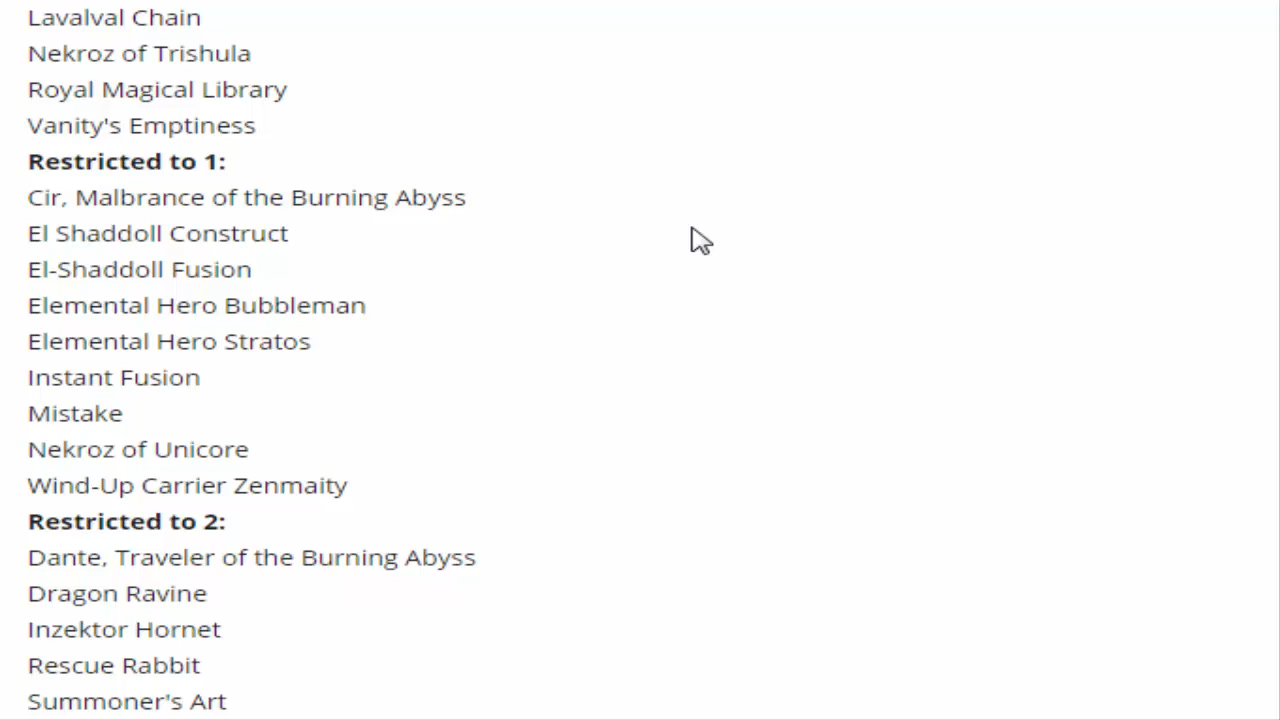 Lavalval Chain
Nekroz of Trishula
Royal Magical Library
Vanity's Emptiness
Restricted to 1:
Cir, Malbrance of the Burning Abyss
El Shaddoll Construct
El-Shaddoll Fusion
Elemental Hero Bubbleman
Elemental Hero Stratos
Instant Fusion
Mistake
Nekroz of Unicore
Wind-Up Carrier Zenmaity
Restricted to 2:
Dante, Traveler of the Burning Abyss
Dragon Ravine
Inzektor Hornet
Rescue Rabbit
Summoner's Art